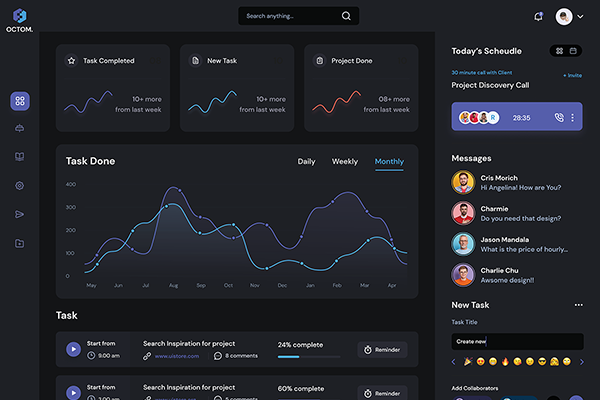 OCTOM.
Search anything...
Task Completed
10+ more
from last week
New Task
10+ more
from last week
Project Done
08+ more
from last week
Task Done
Daily
Weekly
Monthly
400
300
200
100
0
May
Jun
Jul
Aug
Sep
Oct
Nov
Dec
Jan
Feb
Mar
Apr
Task
Start from
9.00 am
Search Inspiration for project
www.uistore.com
8 comments
24% complete
Reminder
Start from
Search Inspiration for project
60% complete
Reminder
Today's Scheudle
30 minute call with Client
Project Discovery Call
+ Invite
R
28:35
Messages
Cris Morich
Hi Angelina! How are You?
Charmie
Do you need that design?
Jason Mandala
What is the price of hourly...
Charlie Chu
Awsome design!!
New Task
Task Title
Create new
Add Collaborators